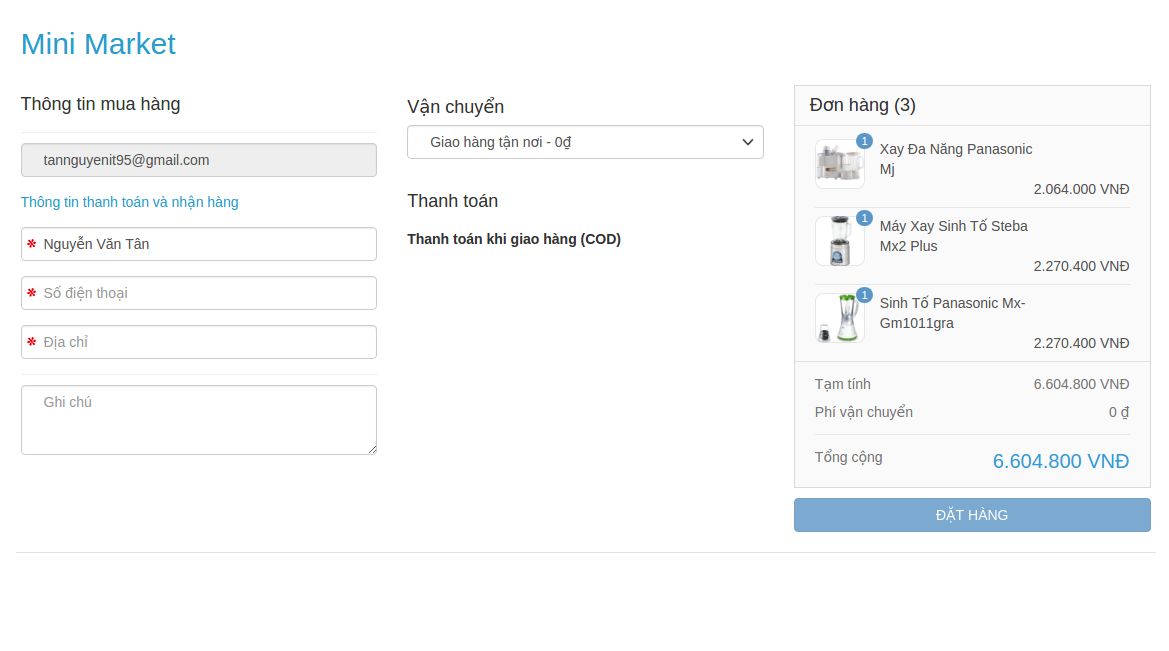 Mini Market
Thông tin mua hàng
tannguyenit95@gmail.com
Thông tin thanh toán và nhận hàng
* Nguyễn Văn Tân
* Số điện thoại
* Địa chỉ
Ghi chú
Vận chuyển
Giao hàng tận nơi - 0₫
Thanh toán
Thanh toán khi giao hàng (COD)
Đơn hàng (3)
1
Xay Đa Năng Panasonic
Mj
2.064.000 VNĐ
1
Máy Xay Sinh Tố Steba
Mx2 Plus
2.270.400 VNĐ
1
Sinh Tố Panasonic Mx-
Gm1011gra
2.270.400 VNĐ
Tạm tính 6.604.800 VNĐ
Phí vận chuyển 0 ₫
Tổng cộng 6.604.800 VNĐ
ĐẶT HÀNG